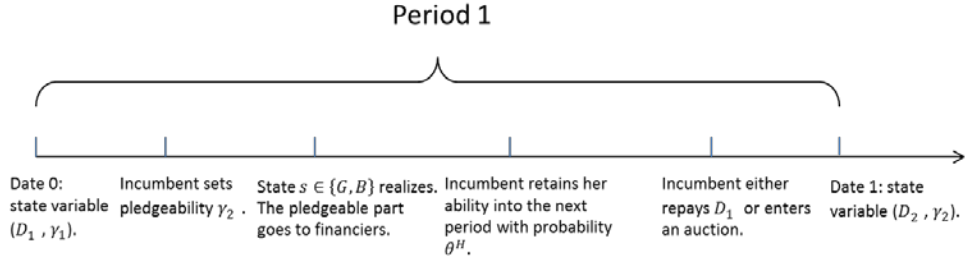 Period 1
Date 0:
state variable
(D₁ , γ₁).
Incumbent sets
pledgeability γ₂ .
State s ∈ {G, B} realizes.
The pledgeable part
goes to financiers.
Incumbent retains her
ability into the next
period with probability
θᴴ.
Incumbent either
repays D₁ or enters
an auction.
Date 1: state
variable (D₂ , γ₂).